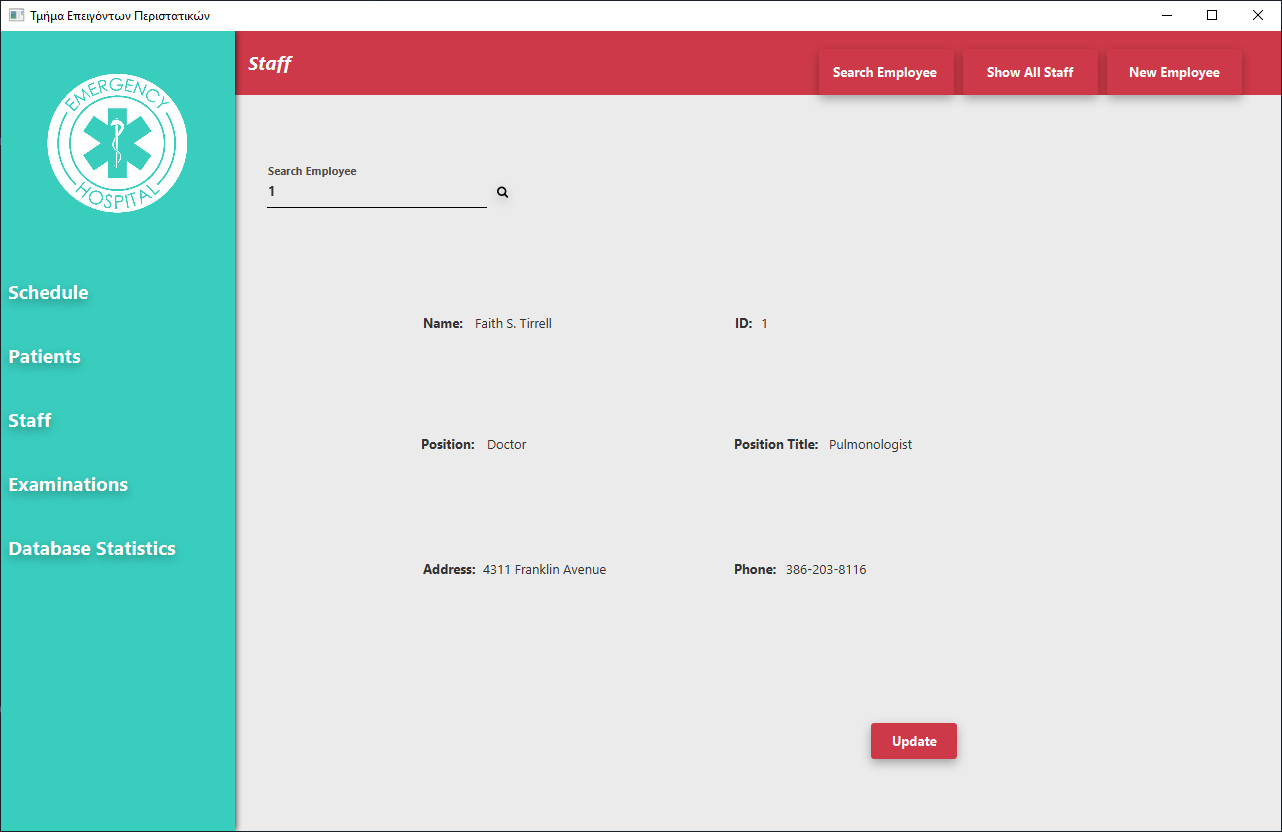 Τμήμα Επειγόντων Περιστατικών
EMERGENCY
HOSPITAL
Schedule
Patients
Staff
Examinations
Database Statistics
Staff
Search Employee
Show All Staff
New Employee
Search Employee
1
Name: Faith S. Tirrell
ID: 1
Position: Doctor
Position Title: Pulmonologist
Address: 4311 Franklin Avenue
Phone: 386-203-8116
Update